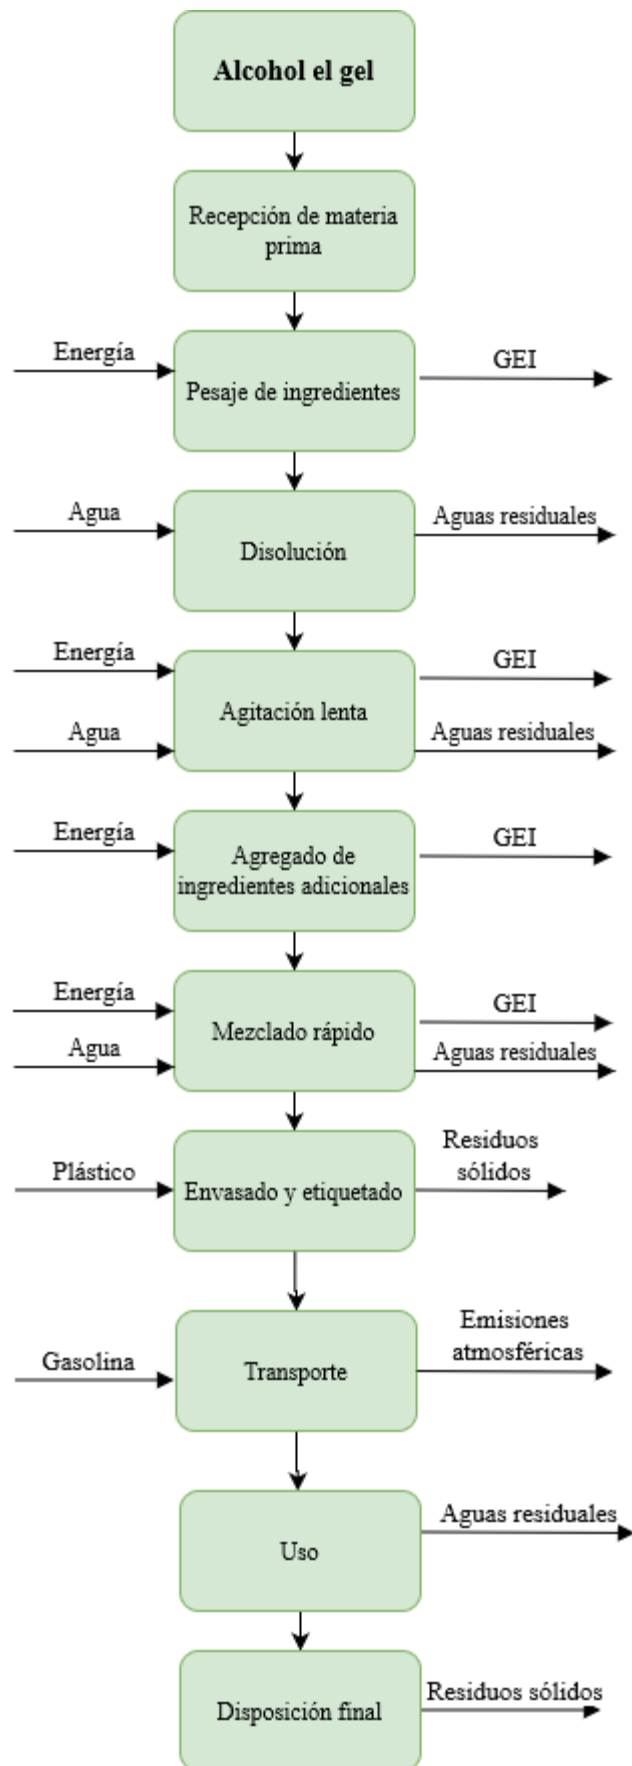 Alcohol el gel
Recepción de materia
prima
Energía
GEI
Pesaje de ingredientes
Agua
Aguas residuales
Disolución
Energía
GEI
Agitación lenta
Agua
Aguas residuales
Energía
GEI
Agregado de
ingredientes adicionales
Energía
GEI
Mezclado rápido
Agua
Aguas residuales
Residuos
sólidos
Plástico
Envasado y etiquetado
Emisiones
atmosféricas
Gasolina
Transporte
Aguas residuales
Uso
Residuos sólidos
Disposición final